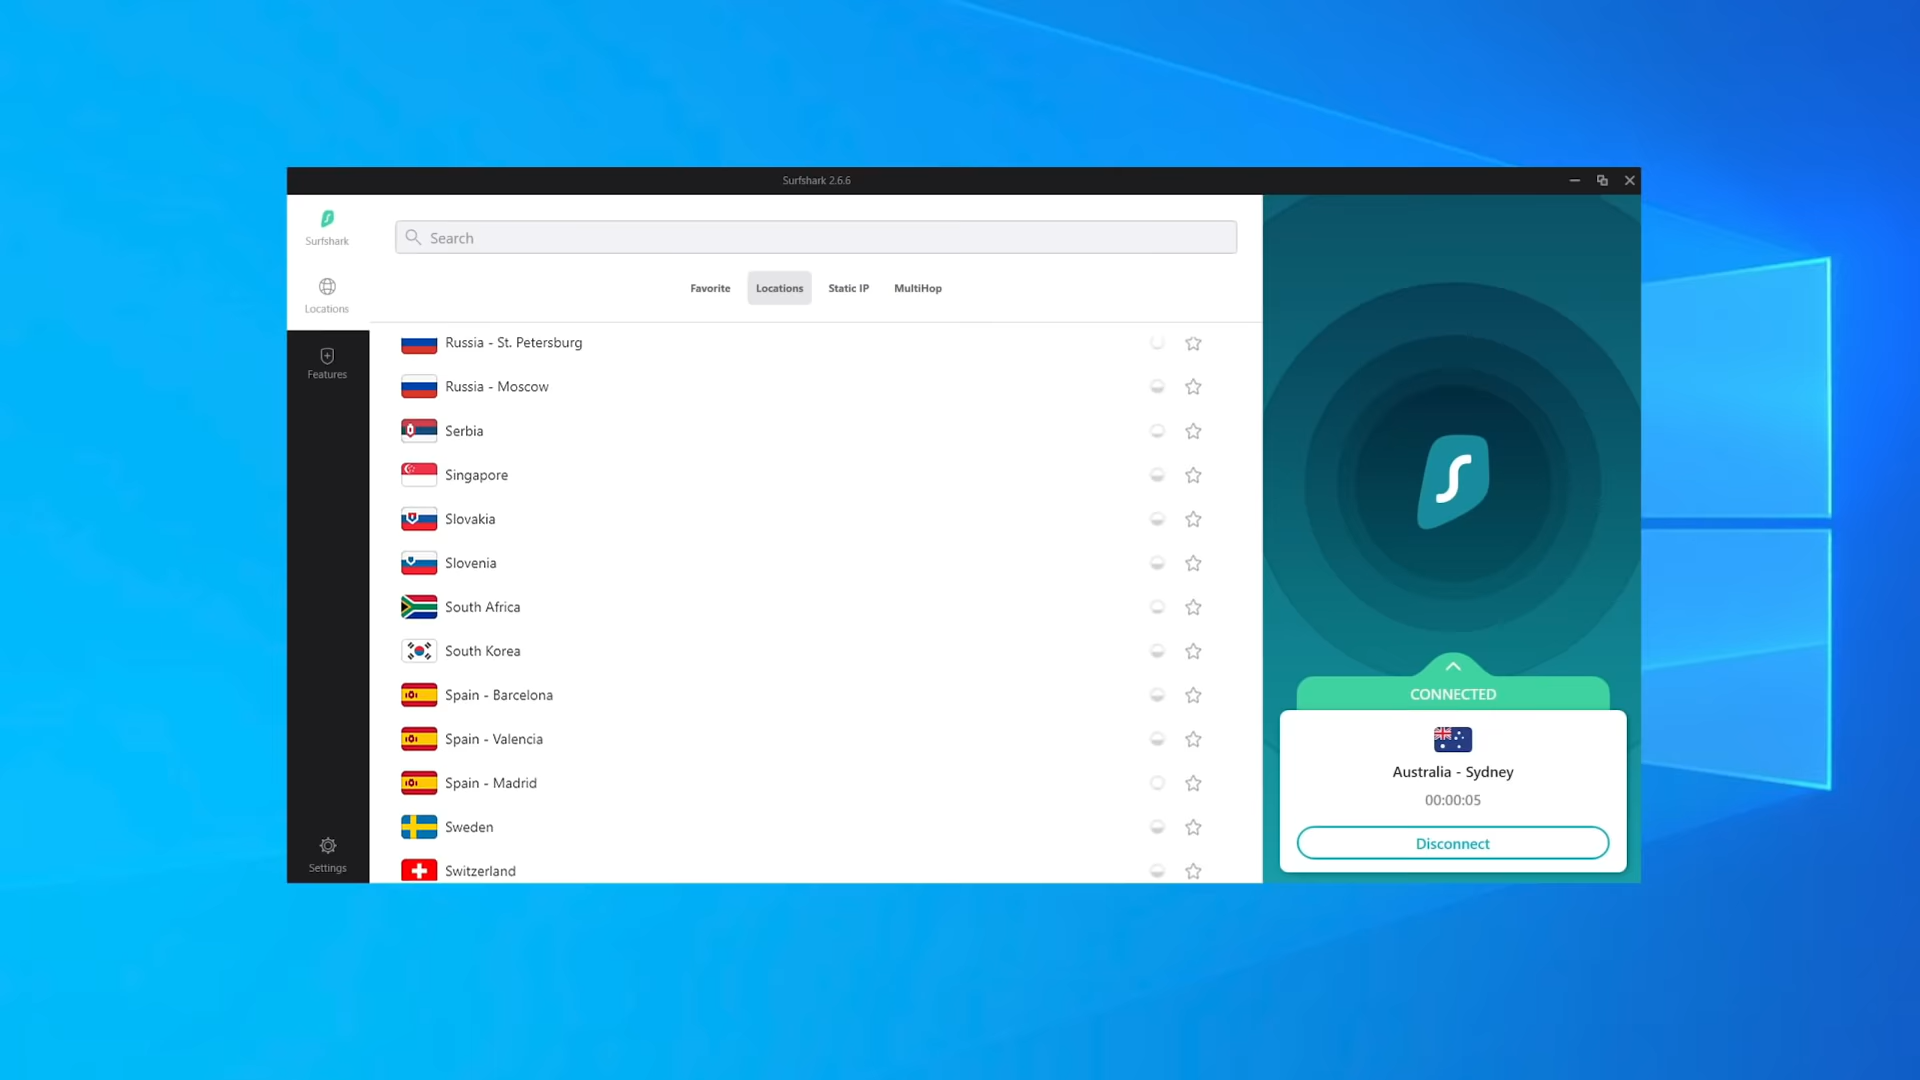 Surfshark 2.6.6
Surfshark
Locations
Features
Settings
Search
Favorite Locations Static IP MultiHop
Russia - St. Petersburg
Russia - Moscow
Serbia
Singapore
Slovakia
Slovenia
South Africa
South Korea
Spain - Barcelona
Spain - Valencia
Spain - Madrid
Sweden
Switzerland
CONNECTED
Australia - Sydney
00:00:05
Disconnect